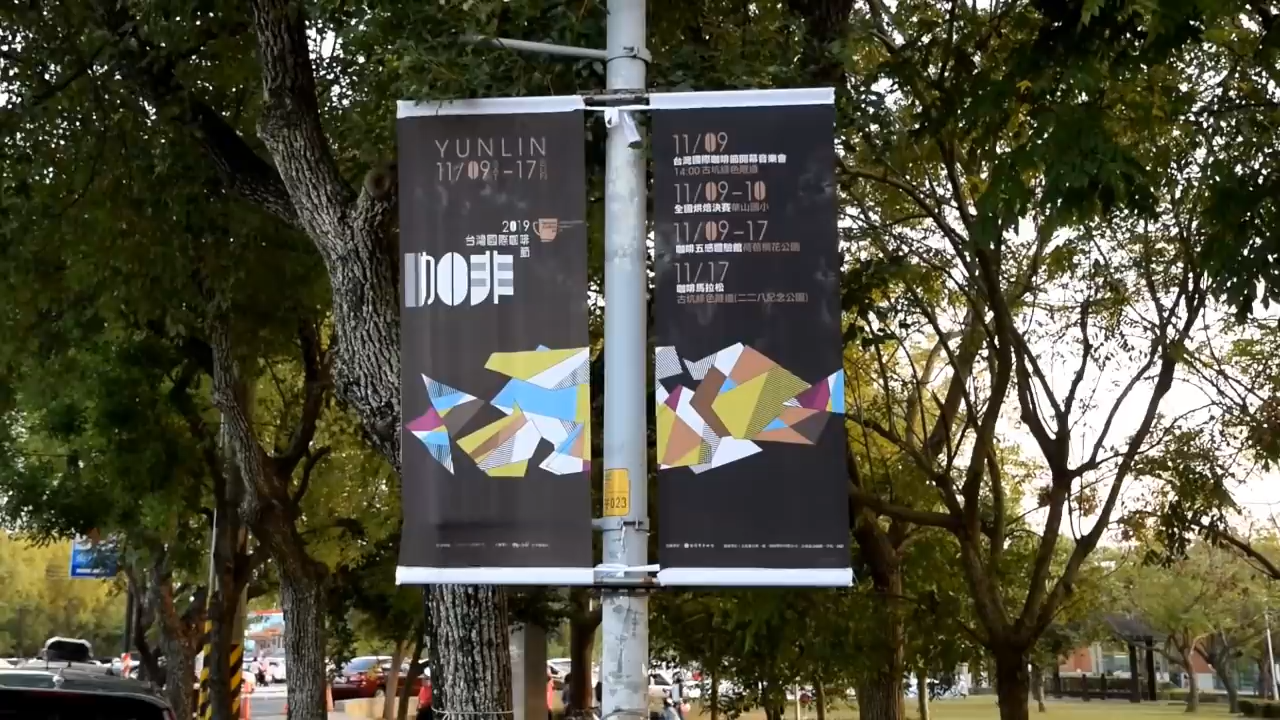 YUNLIN
11/09-17
2019
台灣國際咖啡
節
咖啡
11/09
台灣國際咖啡節開幕音樂會
14:00 古坑綠色隧道
11/09-10
全國烘焙決賽 華山國小
11/09-17
咖啡五感體驗館 荷苞桐花公園
11/17
咖啡馬拉松
古坑綠色隧道(二二八紀念公園)
023